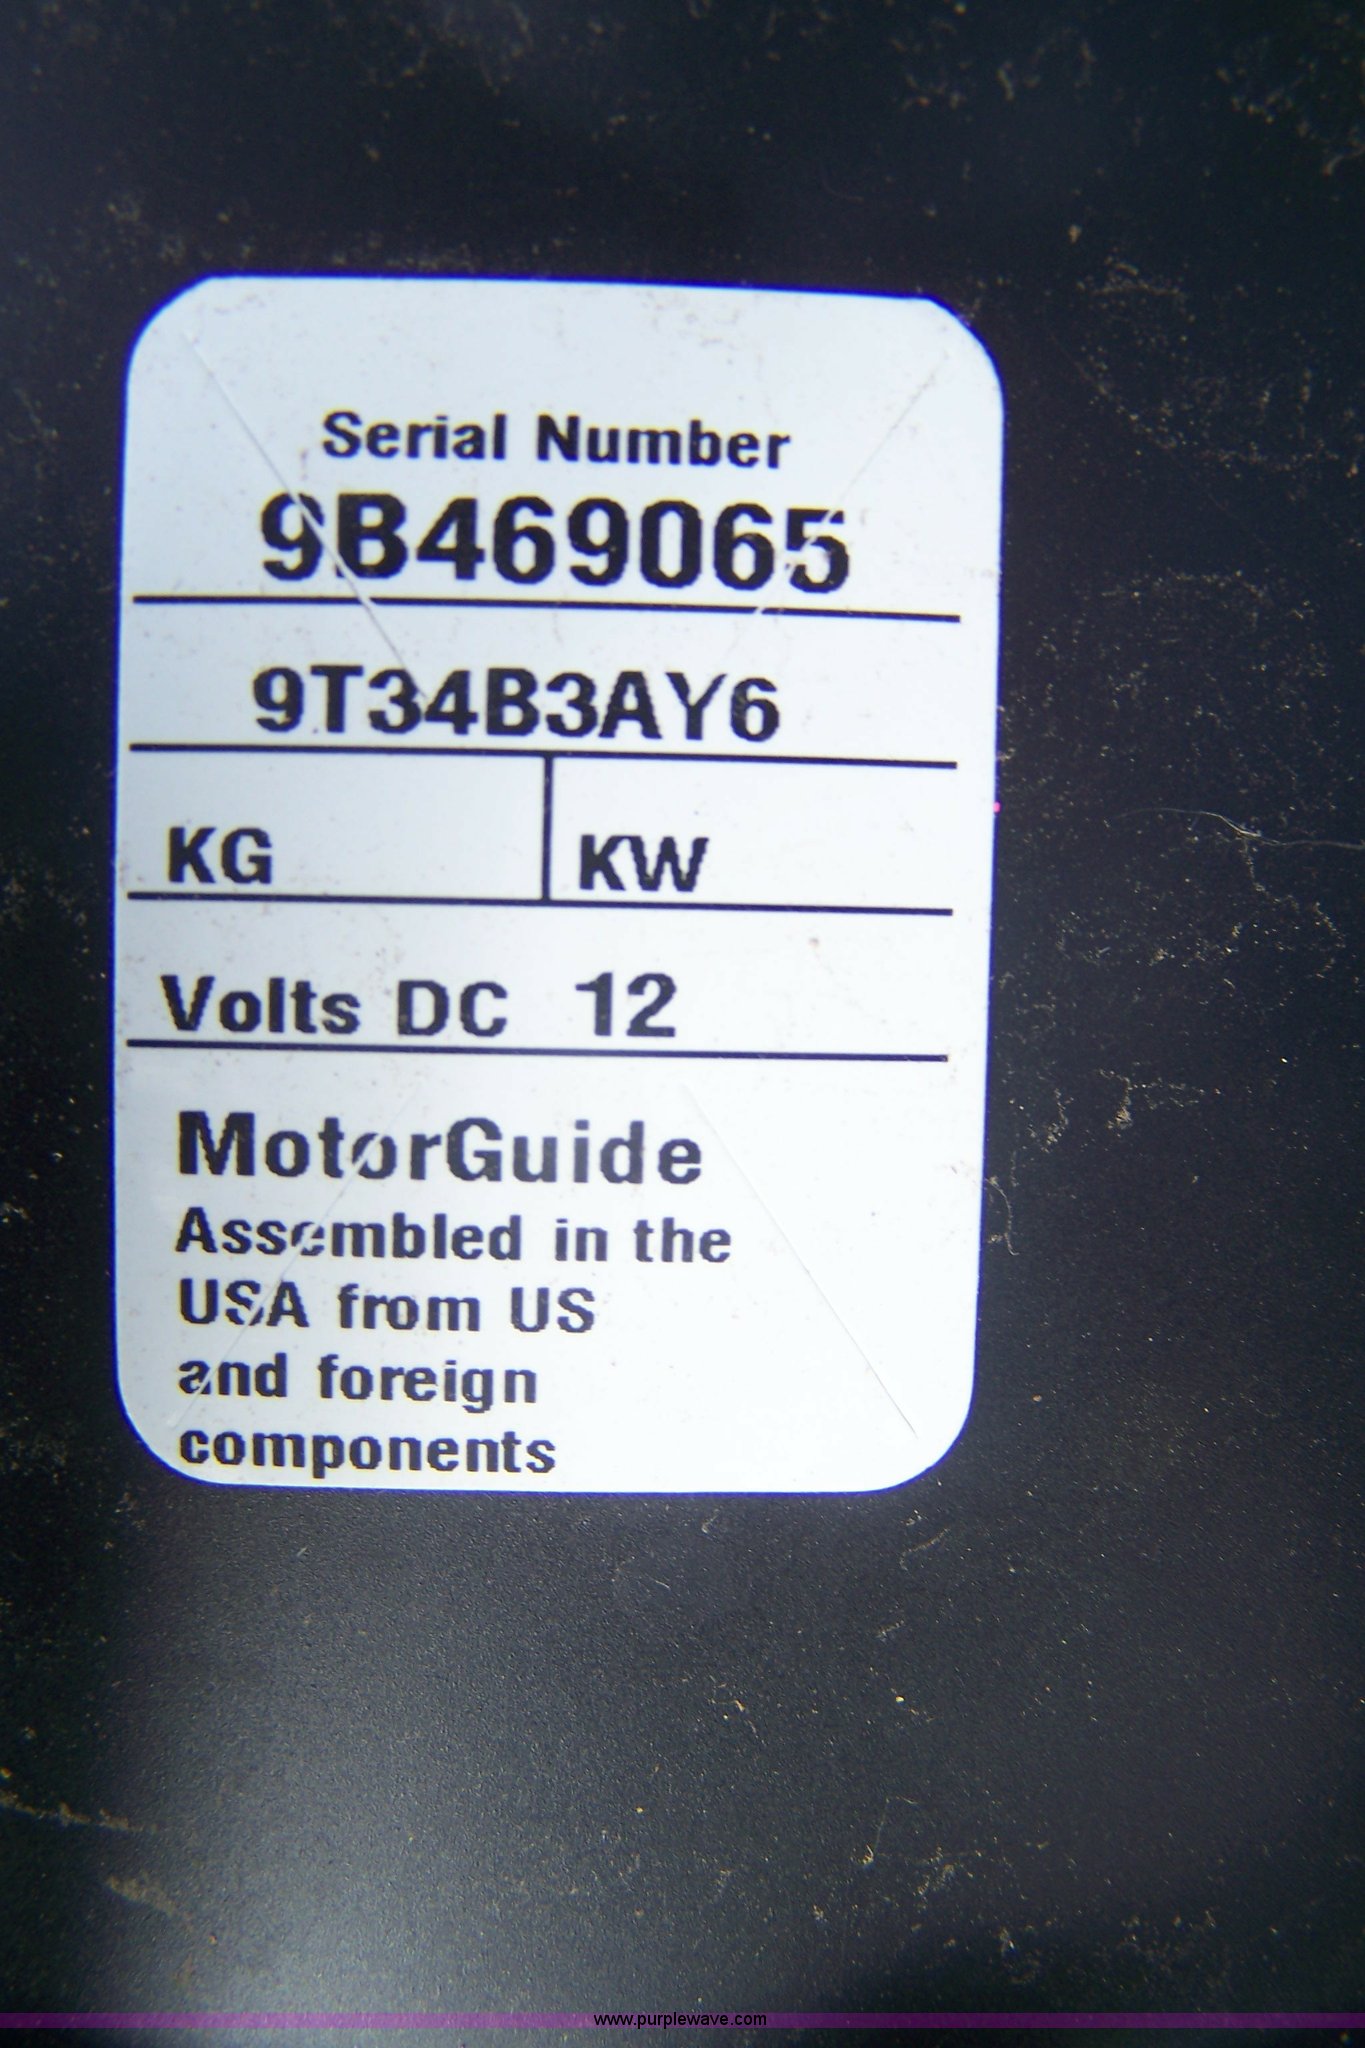 Serial Number
9B469065
9T34B3AY6
KG KW
Volts DC 12
MotorGuide
Assembled in the
USA from US
and foreign
components
www.purplewave.com